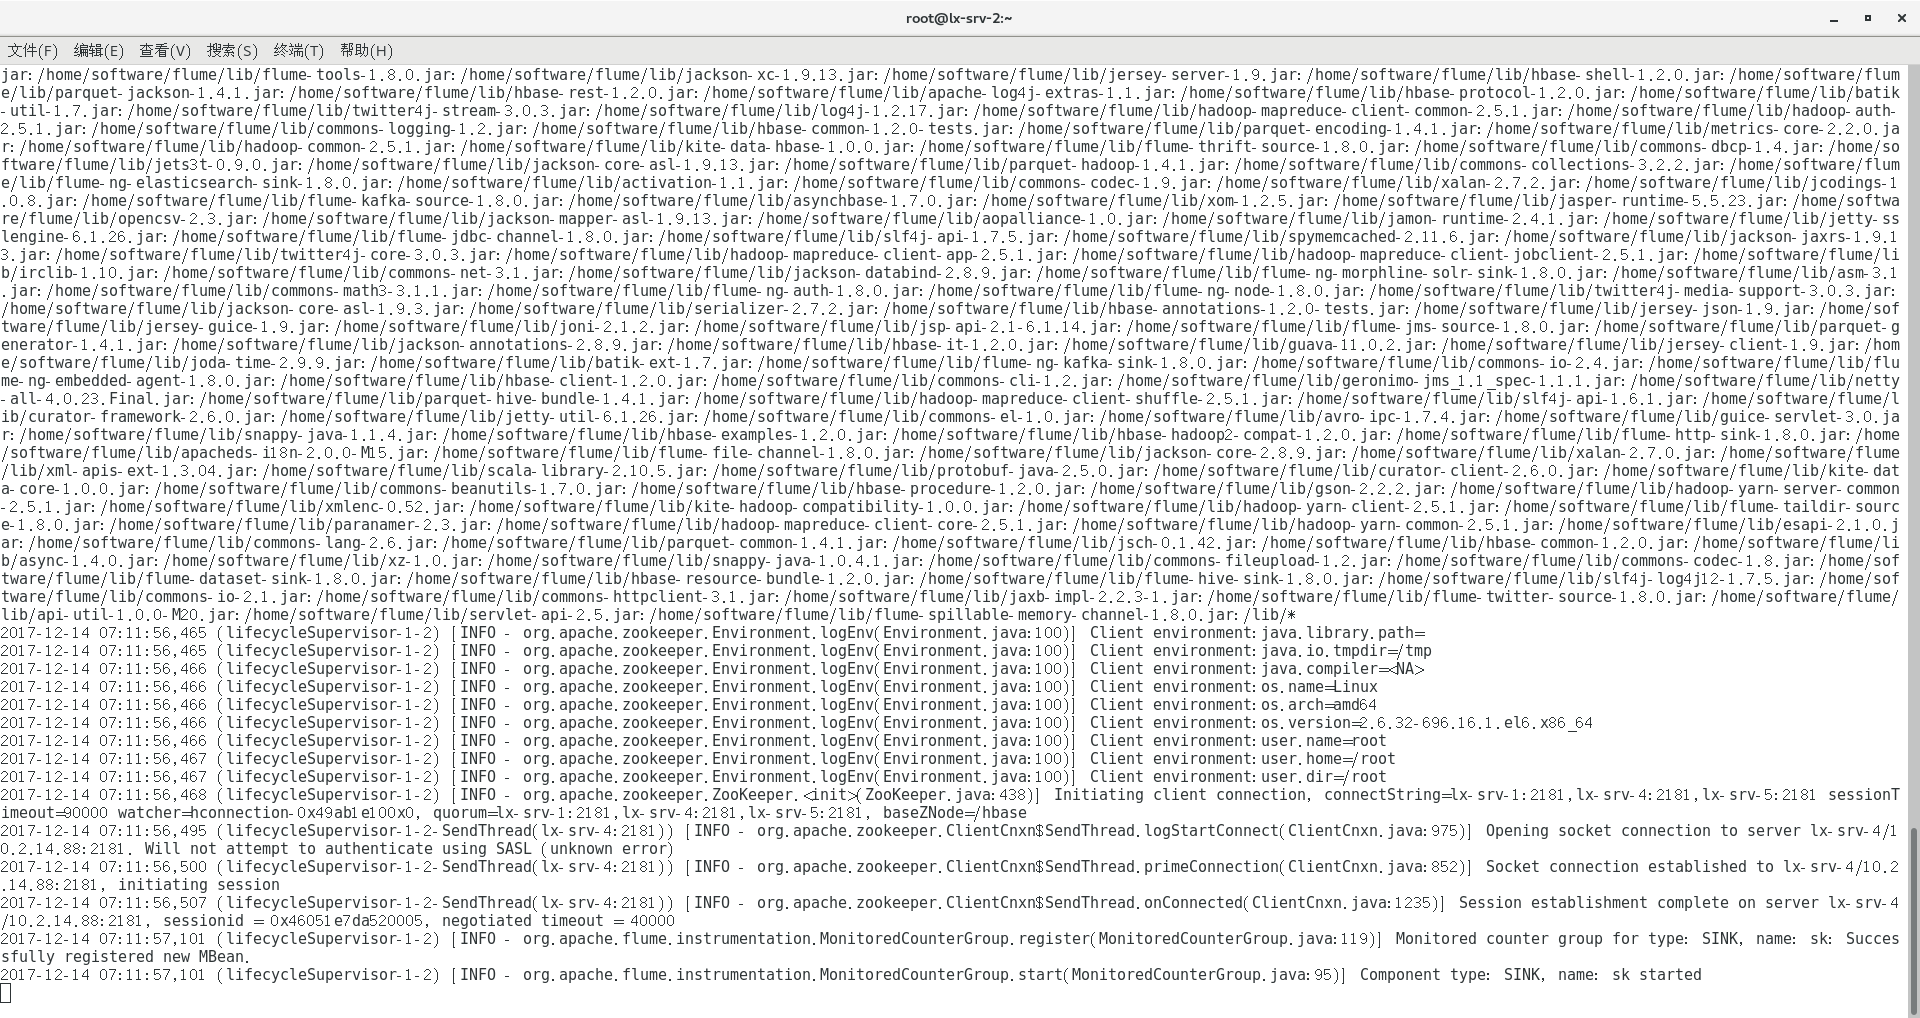 root@lx-srv-2:~
文件(F) 编辑(E) 查看(V) 搜索(S) 终端(T) 帮助(H)
jar:/home/software/flume/lib/flume-tools-1.8.0.jar:/home/software/flume/lib/jackson-xc-1.9.13.jar:/home/software/flume/lib/jersey-server-1.9.jar:/home/software/flume/lib/hbase-shell-1.2.0.jar:/home/software/flum
e/lib/parquet-jackson-1.4.1.jar:/home/software/flume/lib/hbase-rest-1.2.0.jar:/home/software/flume/lib/apache-log4j-extras-1.1.jar:/home/software/flume/lib/hbase-protocol-1.2.0.jar:/home/software/flume/lib/batik
-util-1.7.jar:/home/software/flume/lib/twitter4j-stream-3.0.3.jar:/home/software/flume/lib/log4j-1.2.17.jar:/home/software/flume/lib/hadoop-mapreduce-client-common-2.5.1.jar:/home/software/flume/lib/hadoop-auth-
2.5.1.jar:/home/software/flume/lib/commons-logging-1.2.jar:/home/software/flume/lib/hbase-common-1.2.0-tests.jar:/home/software/flume/lib/parquet-encoding-1.4.1.jar:/home/software/flume/lib/metrics-core-2.2.0.ja
r:/home/software/flume/lib/hadoop-common-2.5.1.jar:/home/software/flume/lib/kite-data-hbase-1.0.0.jar:/home/software/flume/lib/flume-thrift-source-1.8.0.jar:/home/software/flume/lib/commons-dbcp-1.4.jar:/home/so
ftware/flume/lib/jets3t-0.9.0.jar:/home/software/flume/lib/jackson-core-asl-1.9.13.jar:/home/software/flume/lib/parquet-hadoop-1.4.1.jar:/home/software/flume/lib/commons-collections-3.2.2.jar:/home/software/flum
e/lib/flume-ng-elasticsearch-sink-1.8.0.jar:/home/software/flume/lib/activation-1.1.jar:/home/software/flume/lib/commons-codec-1.9.jar:/home/software/flume/lib/xalan-2.7.2.jar:/home/software/flume/lib/jcodings-1
.0.8.jar:/home/software/flume/lib/flume-kafka-source-1.8.0.jar:/home/software/flume/lib/asynchbase-1.7.0.jar:/home/software/flume/lib/xom-1.2.5.jar:/home/software/flume/lib/jasper-runtime-5.5.23.jar:/home/softwa
re/flume/lib/opencsv-2.3.jar:/home/software/flume/lib/jackson-mapper-asl-1.9.13.jar:/home/software/flume/lib/aopalliance-1.0.jar:/home/software/flume/lib/jamon-runtime-2.4.1.jar:/home/software/flume/lib/jetty-ss
lengine-6.1.26.jar:/home/software/flume/lib/flume-jdbc-channel-1.8.0.jar:/home/software/flume/lib/slf4j-api-1.7.5.jar:/home/software/flume/lib/spymemcached-2.11.6.jar:/home/software/flume/lib/jackson-jaxrs-1.9.1
3.jar:/home/software/flume/lib/twitter4j-core-3.0.3.jar:/home/software/flume/lib/hadoop-mapreduce-client-app-2.5.1.jar:/home/software/flume/lib/hadoop-mapreduce-client-jobclient-2.5.1.jar:/home/software/flume/li
b/irclib-1.10.jar:/home/software/flume/lib/commons-net-3.1.jar:/home/software/flume/lib/jackson-databind-2.8.9.jar:/home/software/flume/lib/flume-ng-morphline-solr-sink-1.8.0.jar:/home/software/flume/lib/asm-3.1
.jar:/home/software/flume/lib/commons-math3-3.1.1.jar:/home/software/flume/lib/flume-ng-auth-1.8.0.jar:/home/software/flume/lib/flume-ng-node-1.8.0.jar:/home/software/flume/lib/twitter4j-media-support-3.0.3.jar:
/home/software/flume/lib/jackson-core-asl-1.9.3.jar:/home/software/flume/lib/serializer-2.7.2.jar:/home/software/flume/lib/hbase-annotations-1.2.0-tests.jar:/home/software/flume/lib/jersey-json-1.9.jar:/home/sof
tware/flume/lib/jersey-guice-1.9.jar:/home/software/flume/lib/joni-2.1.2.jar:/home/software/flume/lib/jsp-api-2.1-6.1.14.jar:/home/software/flume/lib/flume-jms-source-1.8.0.jar:/home/software/flume/lib/parquet-g
enerator-1.4.1.jar:/home/software/flume/lib/jackson-annotations-2.8.9.jar:/home/software/flume/lib/hbase-it-1.2.0.jar:/home/software/flume/lib/guava-11.0.2.jar:/home/software/flume/lib/jersey-client-1.9.jar:/hom
e/software/flume/lib/joda-time-2.9.9.jar:/home/software/flume/lib/batik-ext-1.7.jar:/home/software/flume/lib/flume-ng-kafka-sink-1.8.0.jar:/home/software/flume/lib/commons-io-2.4.jar:/home/software/flume/lib/flu
me-ng-embedded-agent-1.8.0.jar:/home/software/flume/lib/hbase-client-1.2.0.jar:/home/software/flume/lib/commons-cli-1.2.jar:/home/software/flume/lib/geronimo-jms_1.1_spec-1.1.1.jar:/home/software/flume/lib/netty
-all-4.0.23.Final.jar:/home/software/flume/lib/parquet-hive-bundle-1.4.1.jar:/home/software/flume/lib/hadoop-mapreduce-client-shuffle-2.5.1.jar:/home/software/flume/lib/slf4j-api-1.6.1.jar:/home/software/flume/l
ib/curator-framework-2.6.0.jar:/home/software/flume/lib/jetty-util-6.1.26.jar:/home/software/flume/lib/commons-el-1.0.jar:/home/software/flume/lib/avro-ipc-1.7.4.jar:/home/software/flume/lib/guice-servlet-3.0.ja
r:/home/software/flume/lib/snappy-java-1.1.4.jar:/home/software/flume/lib/hbase-examples-1.2.0.jar:/home/software/flume/lib/hbase-hadoop2-compat-1.2.0.jar:/home/software/flume/lib/flume-http-sink-1.8.0.jar:/home
/software/flume/lib/apacheds-i18n-2.0.0-M15.jar:/home/software/flume/lib/flume-file-channel-1.8.0.jar:/home/software/flume/lib/jackson-core-2.8.9.jar:/home/software/flume/lib/xalan-2.7.0.jar:/home/software/flume
/lib/xml-apis-ext-1.3.04.jar:/home/software/flume/lib/scala-library-2.10.5.jar:/home/software/flume/lib/protobuf-java-2.5.0.jar:/home/software/flume/lib/curator-client-2.6.0.jar:/home/software/flume/lib/kite-dat
a-core-1.0.0.jar:/home/software/flume/lib/commons-beanutils-1.7.0.jar:/home/software/flume/lib/hbase-procedure-1.2.0.jar:/home/software/flume/lib/gson-2.2.2.jar:/home/software/flume/lib/hadoop-yarn-server-common
-2.5.1.jar:/home/software/flume/lib/xmlenc-0.52.jar:/home/software/flume/lib/kite-hadoop-compatibility-1.0.0.jar:/home/software/flume/lib/hadoop-yarn-client-2.5.1.jar:/home/software/flume/lib/flume-taildir-sourc
e-1.8.0.jar:/home/software/flume/lib/paranamer-2.3.jar:/home/software/flume/lib/hadoop-mapreduce-client-core-2.5.1.jar:/home/software/flume/lib/hadoop-yarn-common-2.5.1.jar:/home/software/flume/lib/esapi-2.1.0.j
ar:/home/software/flume/lib/commons-lang-2.6.jar:/home/software/flume/lib/parquet-common-1.4.1.jar:/home/software/flume/lib/jsch-0.1.42.jar:/home/software/flume/lib/hbase-common-1.2.0.jar:/home/software/flume/li
b/async-1.4.0.jar:/home/software/flume/lib/xz-1.0.jar:/home/software/flume/lib/snappy-java-1.0.4.1.jar:/home/software/flume/lib/commons-fileupload-1.2.jar:/home/software/flume/lib/commons-codec-1.8.jar:/home/sof
tware/flume/lib/flume-dataset-sink-1.8.0.jar:/home/software/flume/lib/hbase-resource-bundle-1.2.0.jar:/home/software/flume/lib/flume-hive-sink-1.8.0.jar:/home/software/flume/lib/slf4j-log4j12-1.7.5.jar:/home/sof
tware/flume/lib/commons-io-2.1.jar:/home/software/flume/lib/commons-httpclient-3.1.jar:/home/software/flume/lib/jaxb-impl-2.2.3-1.jar:/home/software/flume/lib/flume-twitter-source-1.8.0.jar:/home/software/flume/
lib/api-util-1.0.0-M20.jar:/home/software/flume/lib/servlet-api-2.5.jar:/home/software/flume/lib/flume-spillable-memory-channel-1.8.0.jar:/lib/*
2017-12-14 07:11:56,465 (lifecycleSupervisor-1-2) [INFO - org.apache.zookeeper.Environment.logEnv(Environment.java:100)] Client environment:java.library.path=
2017-12-14 07:11:56,465 (lifecycleSupervisor-1-2) [INFO - org.apache.zookeeper.Environment.logEnv(Environment.java:100)] Client environment:java.io.tmpdir=/tmp
2017-12-14 07:11:56,466 (lifecycleSupervisor-1-2) [INFO - org.apache.zookeeper.Environment.logEnv(Environment.java:100)] Client environment:java.compiler=<NA>
2017-12-14 07:11:56,466 (lifecycleSupervisor-1-2) [INFO - org.apache.zookeeper.Environment.logEnv(Environment.java:100)] Client environment:os.name=Linux
2017-12-14 07:11:56,466 (lifecycleSupervisor-1-2) [INFO - org.apache.zookeeper.Environment.logEnv(Environment.java:100)] Client environment:os.arch=amd64
2017-12-14 07:11:56,466 (lifecycleSupervisor-1-2) [INFO - org.apache.zookeeper.Environment.logEnv(Environment.java:100)] Client environment:os.version=2.6.32-696.16.1.el6.x86_64
2017-12-14 07:11:56,466 (lifecycleSupervisor-1-2) [INFO - org.apache.zookeeper.Environment.logEnv(Environment.java:100)] Client environment:user.name=root
2017-12-14 07:11:56,467 (lifecycleSupervisor-1-2) [INFO - org.apache.zookeeper.Environment.logEnv(Environment.java:100)] Client environment:user.home=/root
2017-12-14 07:11:56,467 (lifecycleSupervisor-1-2) [INFO - org.apache.zookeeper.Environment.logEnv(Environment.java:100)] Client environment:user.dir=/root
2017-12-14 07:11:56,468 (lifecycleSupervisor-1-2) [INFO - org.apache.zookeeper.ZooKeeper.<init>(ZooKeeper.java:438)] Initiating client connection, connectString=lx-srv-1:2181,lx-srv-4:2181,lx-srv-5:2181 sessionT
imeout=90000 watcher=hconnection-0x49ab1e100x0, quorum=lx-srv-1:2181,lx-srv-4:2181,lx-srv-5:2181, baseZNode=/hbase
2017-12-14 07:11:56,495 (lifecycleSupervisor-1-2-SendThread(lx-srv-4:2181)) [INFO - org.apache.zookeeper.ClientCnxn$SendThread.logStartConnect(ClientCnxn.java:975)] Opening socket connection to server lx-srv-4/1
0.2.14.88:2181. Will not attempt to authenticate using SASL (unknown error)
2017-12-14 07:11:56,500 (lifecycleSupervisor-1-2-SendThread(lx-srv-4:2181)) [INFO - org.apache.zookeeper.ClientCnxn$SendThread.primeConnection(ClientCnxn.java:852)] Socket connection established to lx-srv-4/10.2
.14.88:2181, initiating session
2017-12-14 07:11:56,507 (lifecycleSupervisor-1-2-SendThread(lx-srv-4:2181)) [INFO - org.apache.zookeeper.ClientCnxn$SendThread.onConnected(ClientCnxn.java:1235)] Session establishment complete on server lx-srv-4
/10.2.14.88:2181, sessionid = 0x46051e7da520005, negotiated timeout = 40000
2017-12-14 07:11:57,101 (lifecycleSupervisor-1-2) [INFO - org.apache.flume.instrumentation.MonitoredCounterGroup.register(MonitoredCounterGroup.java:119)] Monitored counter group for type: SINK, name: sk: Succes
sfully registered new MBean.
2017-12-14 07:11:57,101 (lifecycleSupervisor-1-2) [INFO - org.apache.flume.instrumentation.MonitoredCounterGroup.start(MonitoredCounterGroup.java:95)] Component type: SINK, name: sk started